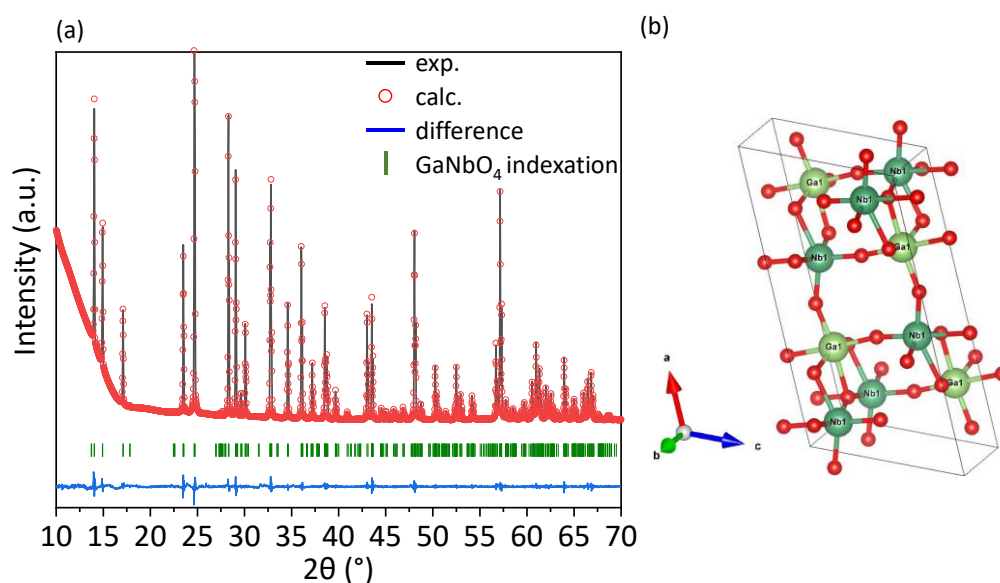 (a)
exp.
calc.
difference
GaNbO₄ indexation
Intensity (a.u.)
10 15 20 25 30 35 40 45 50 55 60 65 70
2θ (°)
(b)
Ga1 Nb1
Nb1
Ga1
Nb1
Nb1
Ga1
Ga1
Nb1
Nb1
a
b
c